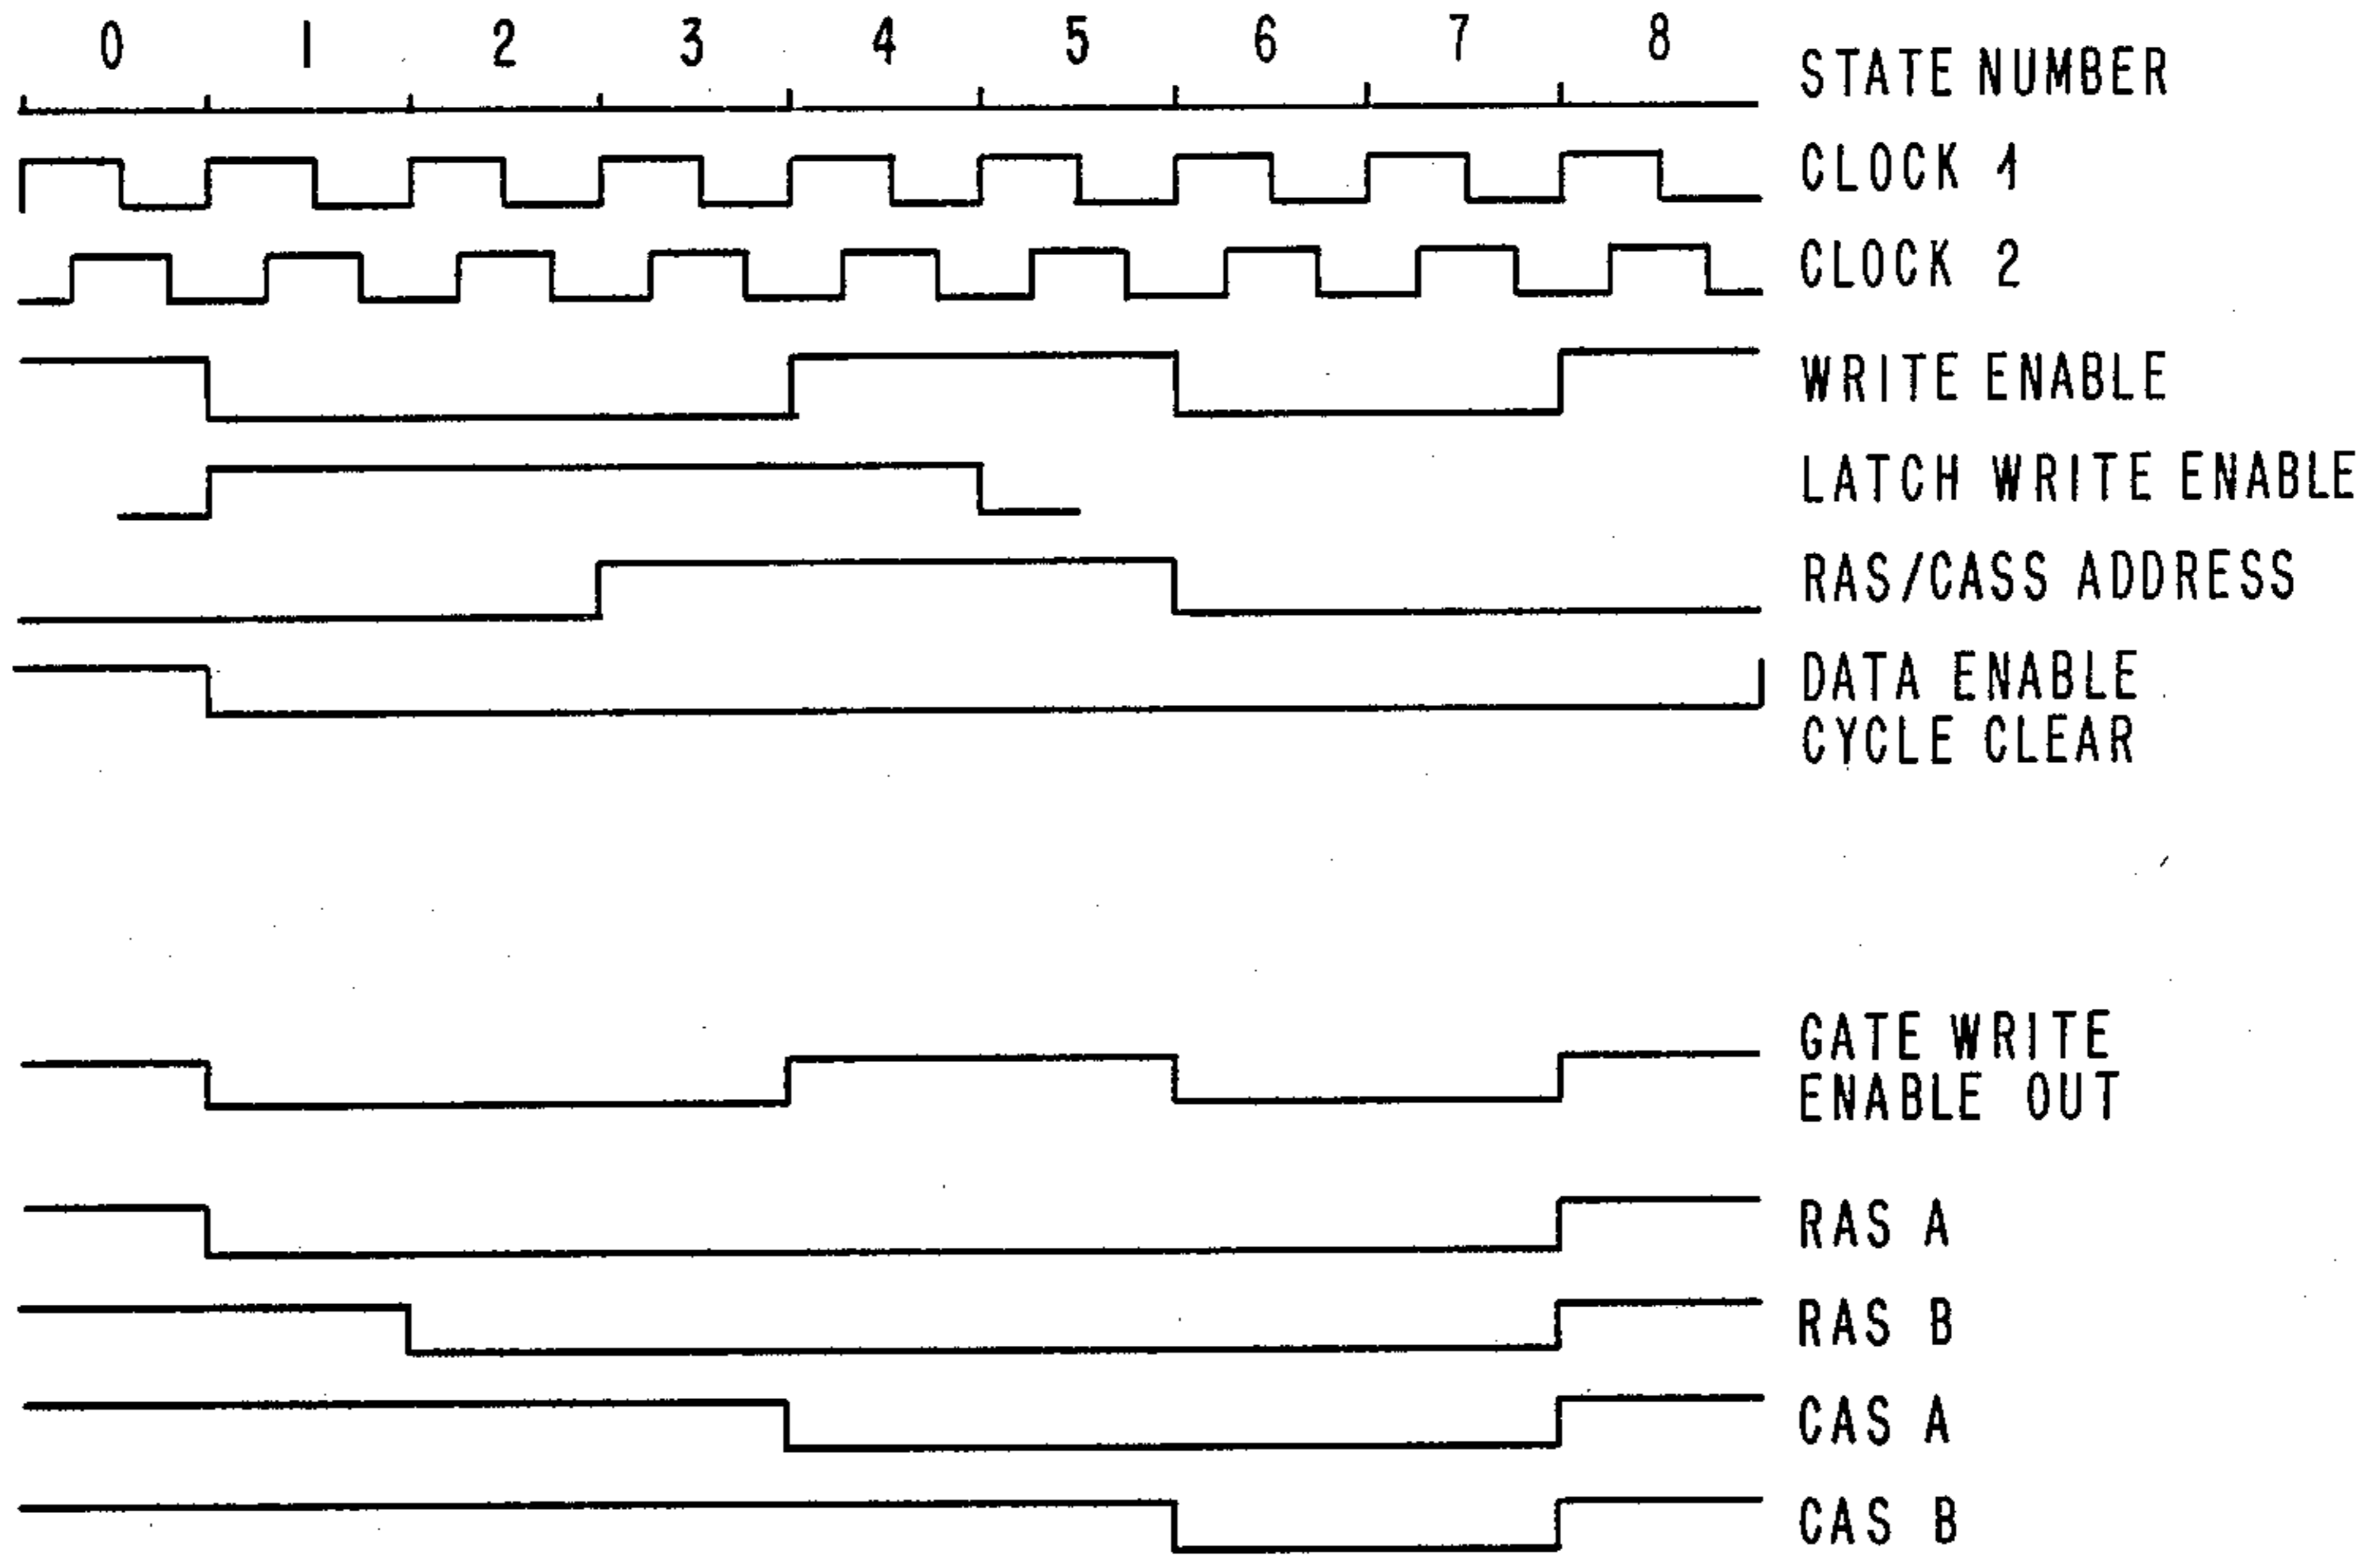 0 1 2 3 4 5 6 7 8
STATE NUMBER
CLOCK 1
CLOCK 2
WRITE ENABLE
LATCH WRITE ENABLE
RAS/CASS ADDRESS
DATA ENABLE
CYCLE CLEAR
GATE WRITE
ENABLE OUT
RAS A
RAS B
CAS A
CAS B